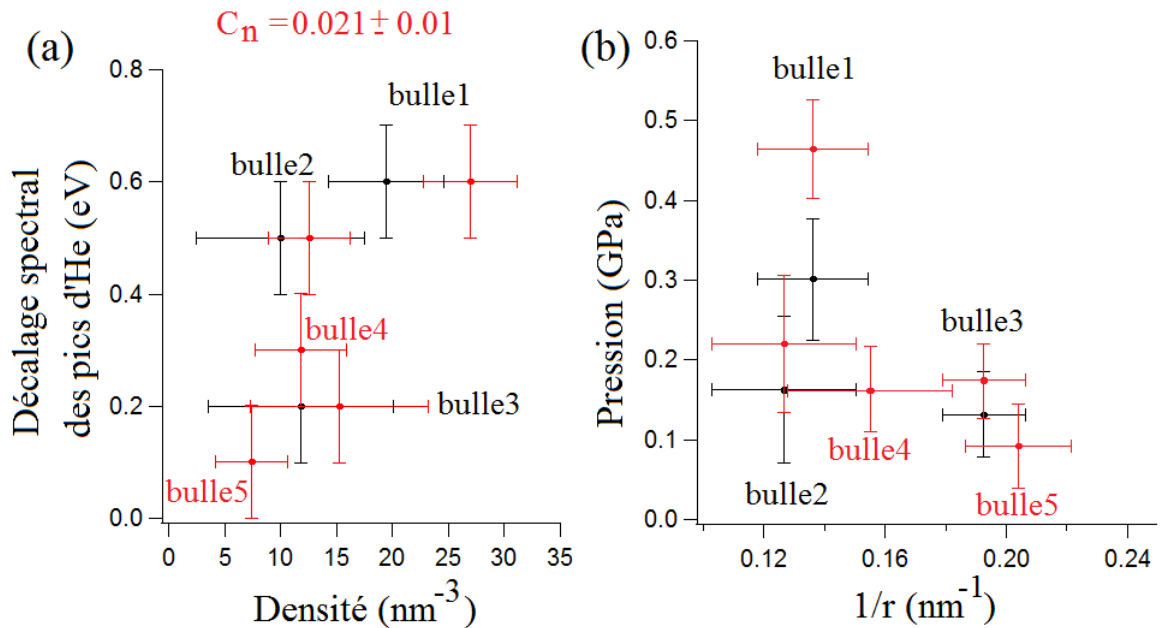 (a)
C_n = 0.021 ± 0.01
Décalage spectral
des pics d'He (eV)
0.8
0.6
0.4
0.2
0.0
bulle1
bulle2
bulle4
bulle3
bulle5
0 5 10 15 20 25 30 35
Densité (nm⁻³)
(b)
Pression (GPa)
0.6
0.5
0.4
0.3
0.2
0.1
0.0
bulle1
bulle3
bulle4
bulle2
bulle5
0.12 0.16 0.20 0.24
1/r (nm⁻¹)